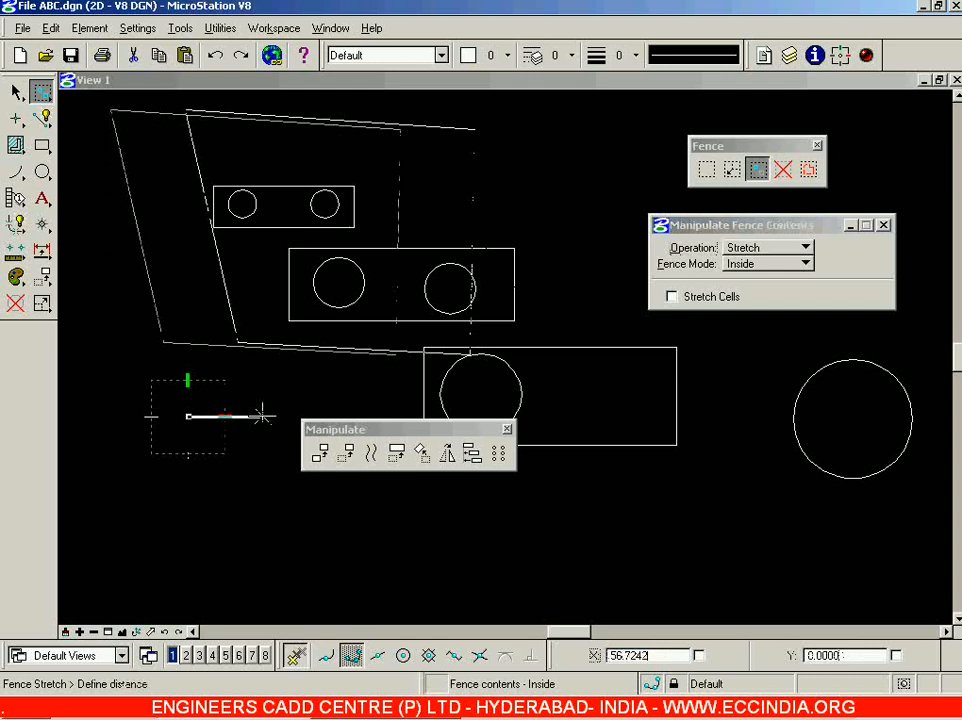 File ABC.dgn (2D - V8 DGN) - MicroStation V8
File Edit Element Settings Tools Utilities Workspace Window Help
Default 0 0 0
View 1
Fence
Manipulate Fence Contents
Operation: Stretch
Fence Mode: Inside
Stretch Cells
Manipulate
Default Views 1 2 3 4 5 6 7 8 X: 56.7242 Y: 0.0000
Fence Stretch > Define distance Fence contents - Inside Default
ENGINEERS CADD CENTRE (P) LTD - HYDERABAD- INDIA - WWW.ECCINDIA.ORG